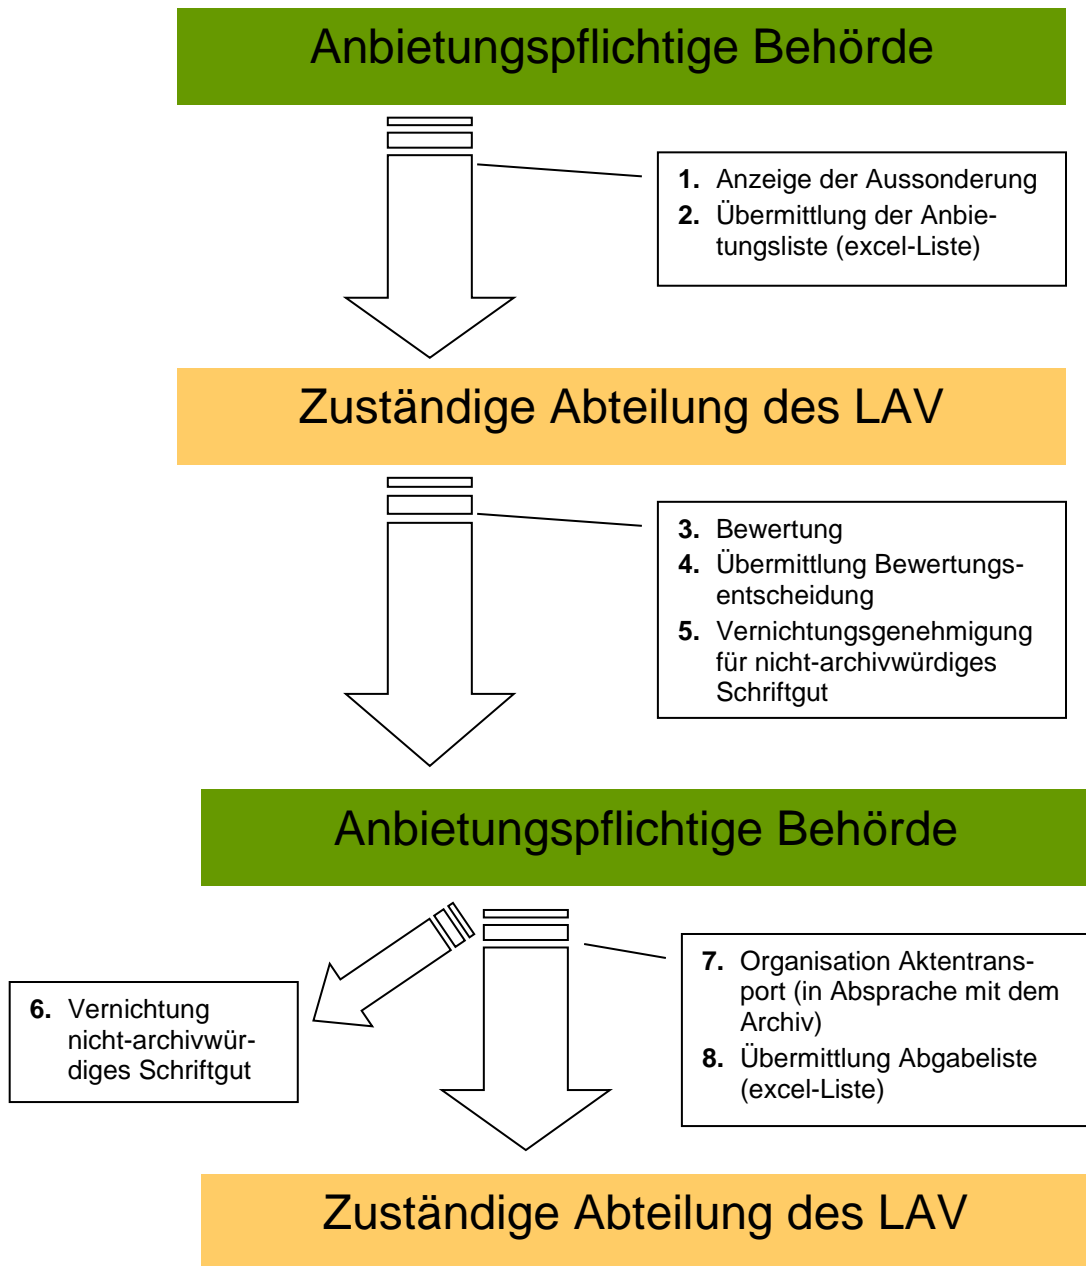 Anbietungspflichtige Behörde
1. Anzeige der Aussonderung
2. Übermittlung der Anbie-
tungsliste (excel-Liste)
Zuständige Abteilung des LAV
3. Bewertung
4. Übermittlung Bewertungs-
entscheidung
5. Vernichtungsgenehmigung
für nicht-archivwürdiges
Schriftgut
Anbietungspflichtige Behörde
6. Vernichtung
nicht-archivwür-
diges Schriftgut
7. Organisation Aktentrans-
port (in Absprache mit dem
Archiv)
8. Übermittlung Abgabeliste
(excel-Liste)
Zuständige Abteilung des LAV